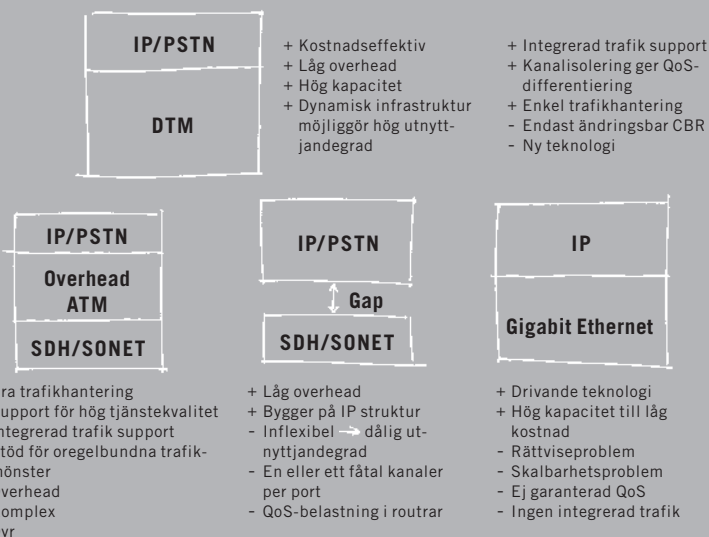 IP/PSTN
DTM
+ Kostnadseffektiv
+ Låg overhead
+ Hög kapacitet
+ Dynamisk infrastruktur
möjliggör hög utnytt-
jandegrad
+ Integrerad trafik support
+ Kanalisolering ger QoS-
differentiering
+ Enkel trafikhantering
- Endast ändringsbar CBR
- Ny teknologi
IP/PSTN
Overhead
ATM
SDH/SONET
ra trafikhantering
upport för hög tjänstekvalitet
ntegrerad trafik support
töd för oregelbundna trafik-
nönster
verhead
omplex
yr
IP/PSTN
Gap
SDH/SONET
+ Låg overhead
+ Bygger på IP struktur
- Inflexibel → dålig ut-
nyttjandegrad
- En eller ett fåtal kanaler
per port
- QoS-belastning i routrar
IP
Gigabit Ethernet
+ Drivande teknologi
+ Hög kapacitet till låg
kostnad
- Rättviseproblem
- Skalbarhetsproblem
- Ej garanterad QoS
- Ingen integrerad trafik